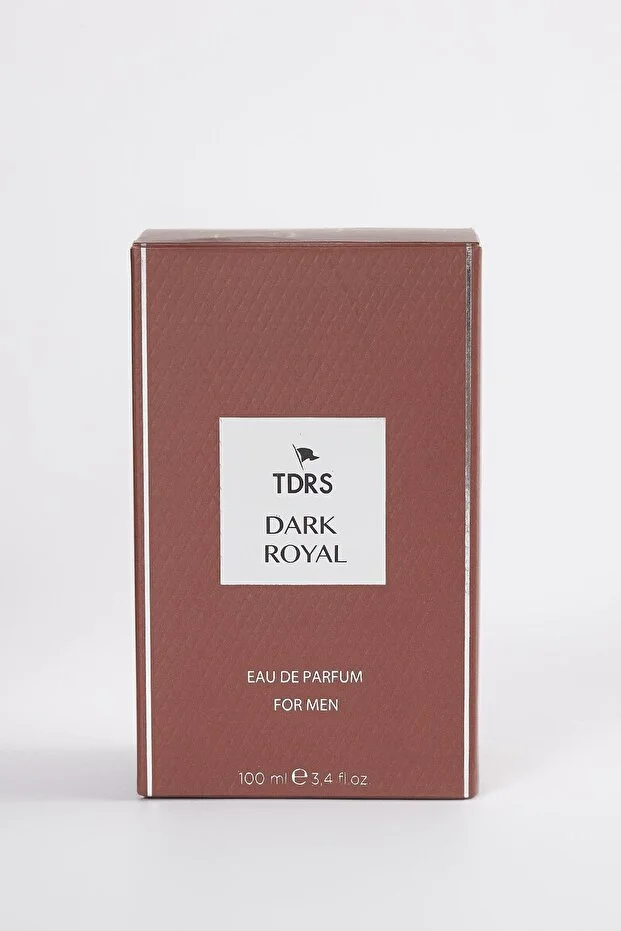 TDRS
DARK
ROYAL
EAU DE PARFUM
FOR MEN
100 ml ℮ 3,4 fl.oz.